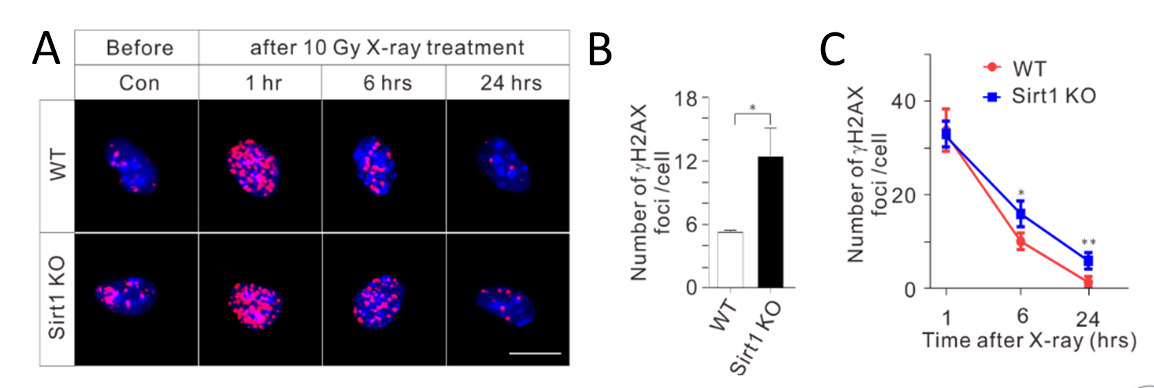 A
Before
after 10 Gy X-ray treatment
Con
1 hr
6 hrs
24 hrs
WT
Sirt1 KO
B
Number of γH2AX
foci /cell
18
12
6
0
*
WT
Sirt1 KO
C
Number of γH2AX
foci /cell
40
20
0
WT
Sirt1 KO
*
**
1
6
24
Time after X-ray (hrs)